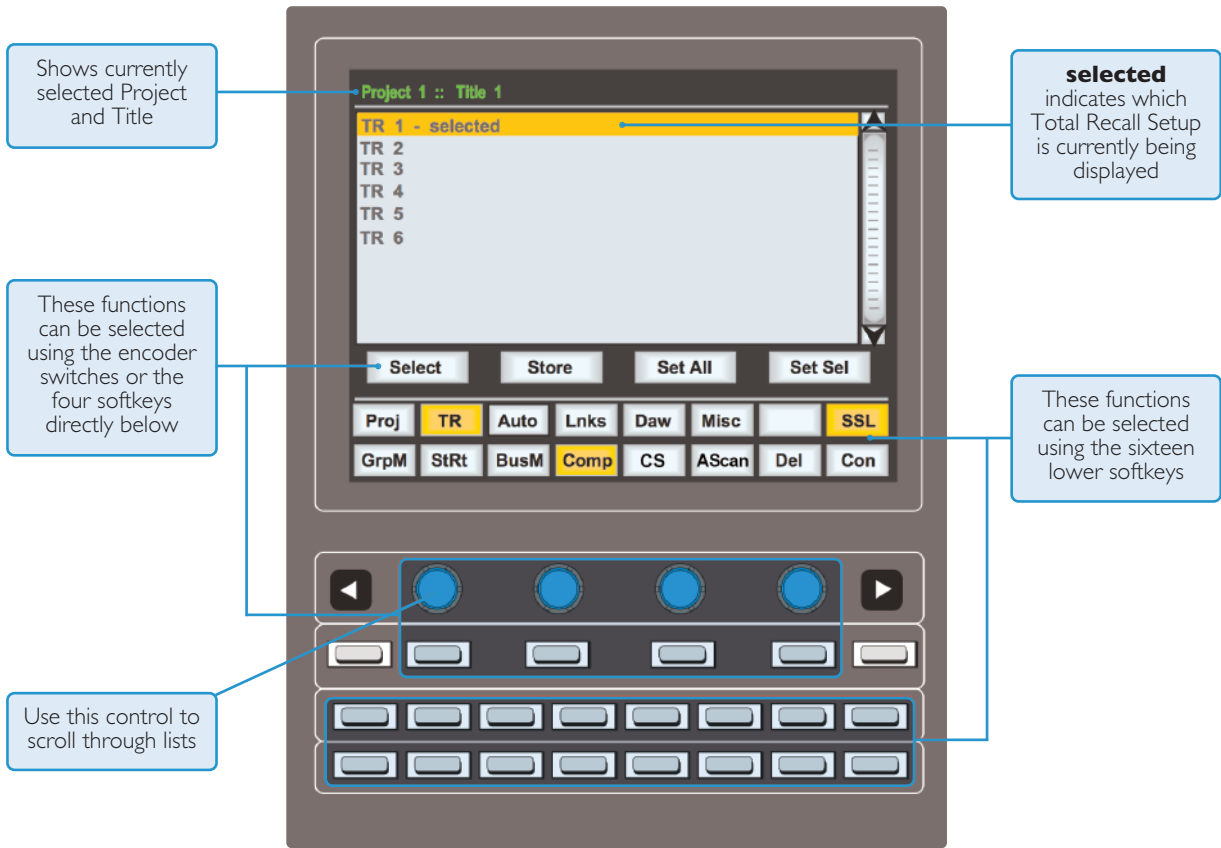 Shows currently
selected Project
and Title
Project 1 :: Title 1
selected
indicates which
Total Recall Setup
is currently being
displayed
TR 1 - selected
TR 2
TR 3
TR 4
TR 5
TR 6
These functions
can be selected
using the encoder
switches or the
four softkeys
directly below
Select Store Set All Set Sel
Proj TR Auto Lnks Daw Misc SSL
GrpM StRt BusM Comp CS AScan Del Con
These functions
can be selected
using the sixteen
lower softkeys
Use this control to
scroll through lists